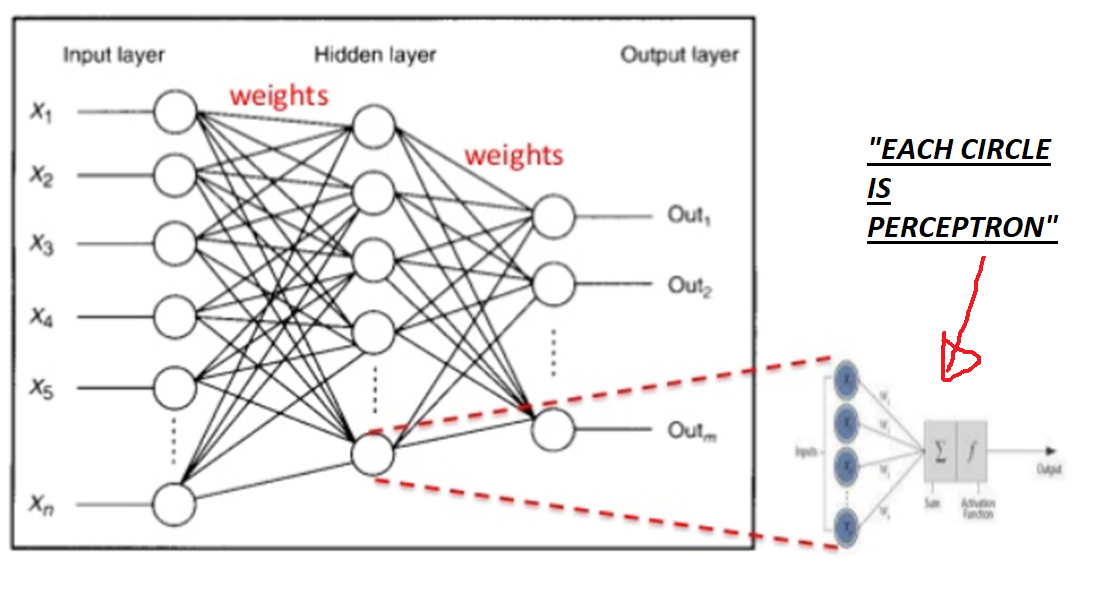 Input layer
Hidden layer
Output layer
weights
weights
X1
X2
X3
X4
X5
Xn
Out1
Out2
Outm
"EACH CIRCLE
IS
PERCEPTRON"
Inputs
Σ
f
Sum
Activation
Function
Output